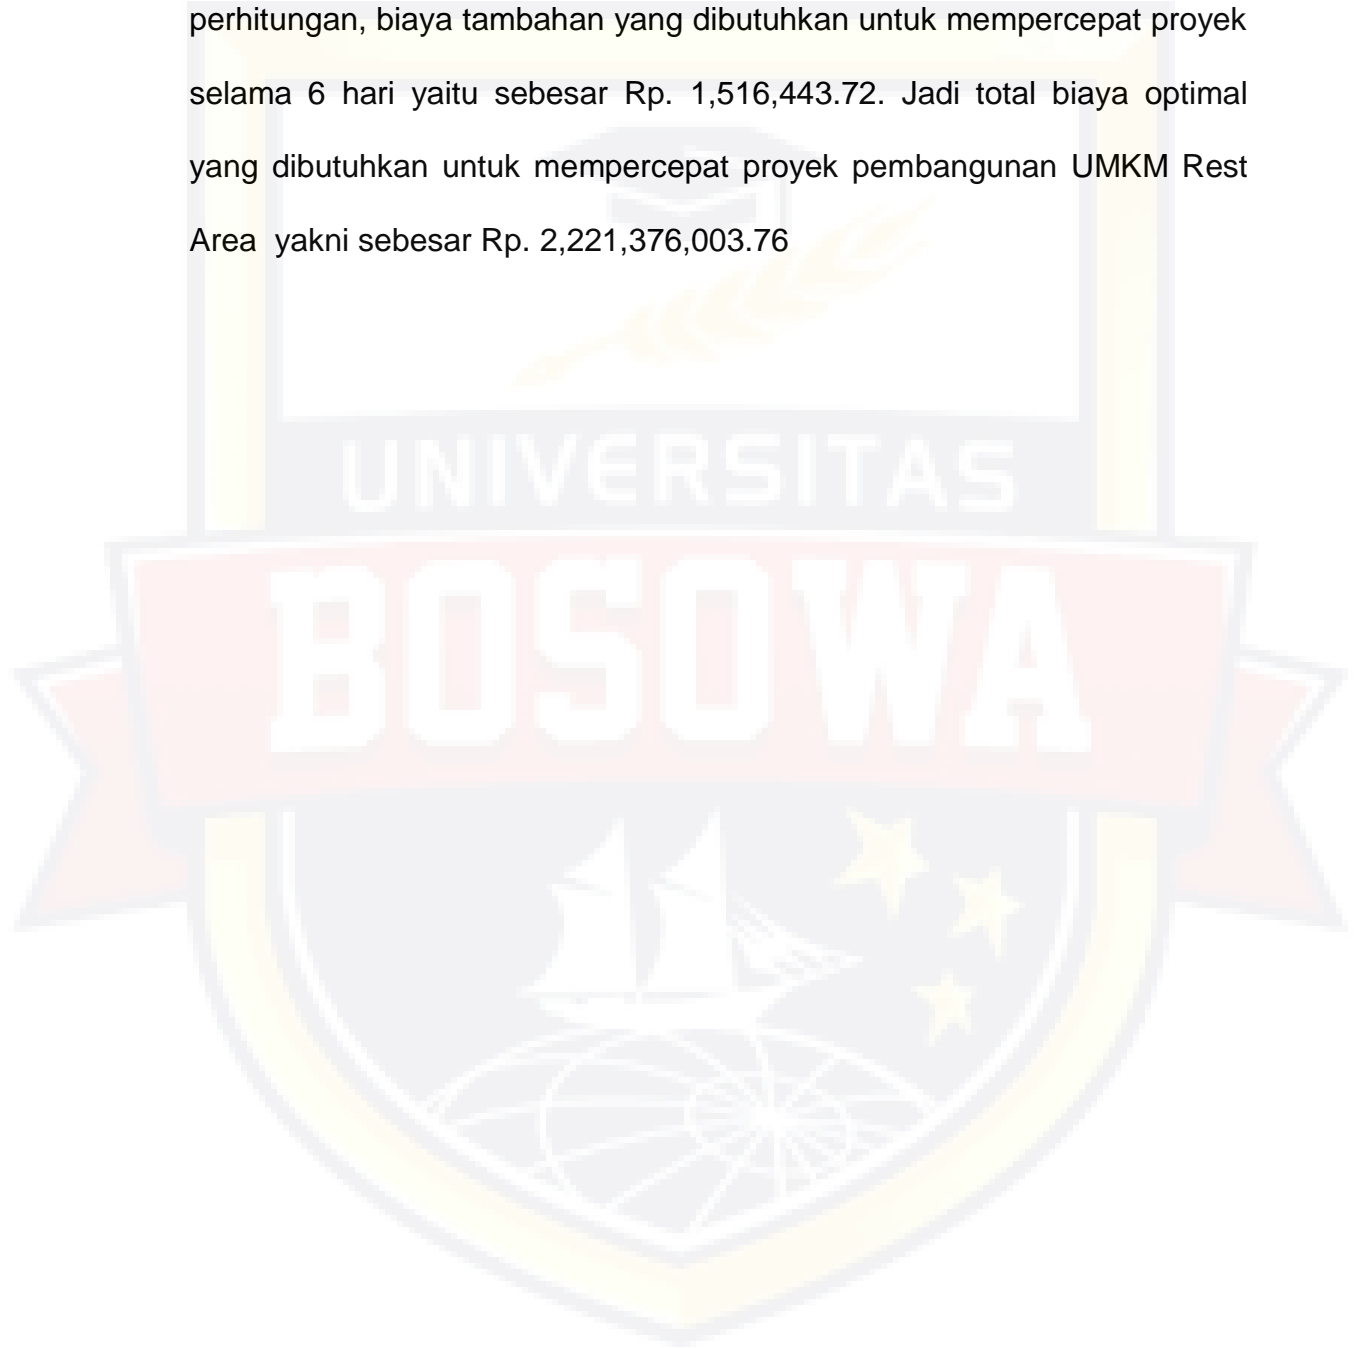 perhitungan, biaya tambahan yang dibutuhkan untuk mempercepat proyek
selama 6 hari yaitu sebesar Rp. 1,516,443.72. Jadi total biaya optimal
yang dibutuhkan untuk mempercepat proyek pembangunan UMKM Rest
Area yakni sebesar Rp. 2,221,376,003.76
UNIVERSITAS
BOSOWA